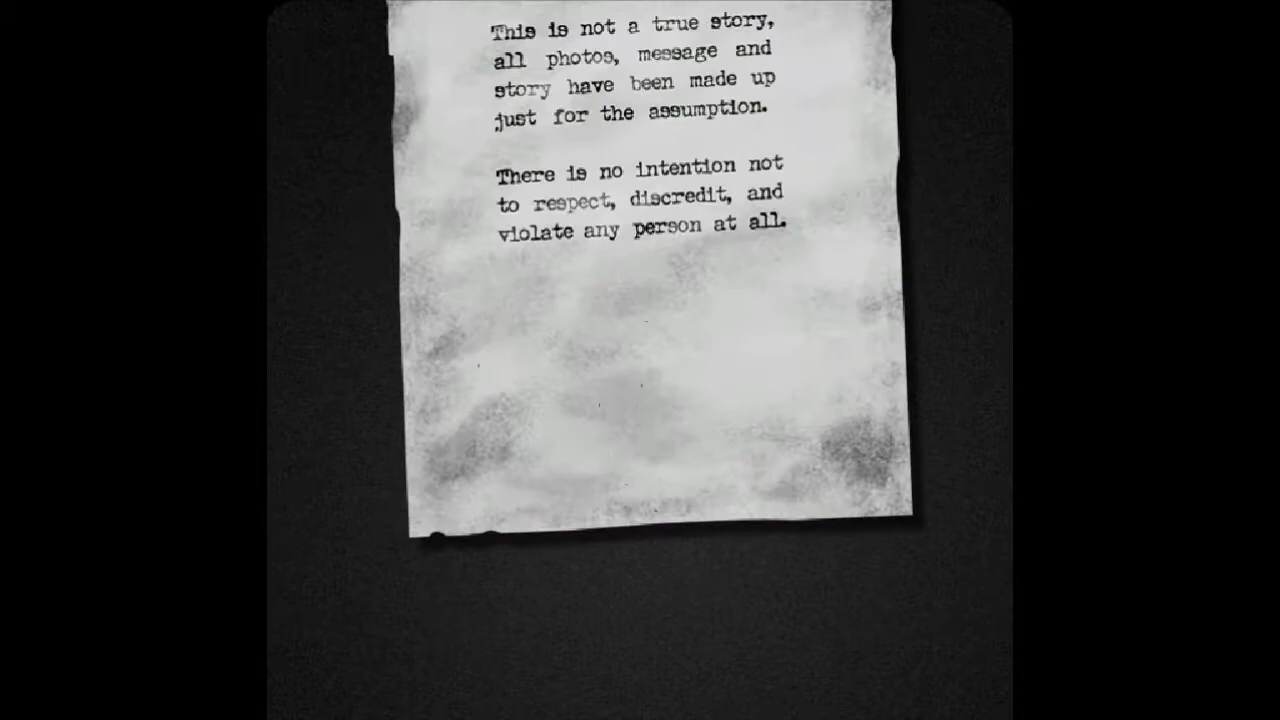 This is not a true story,
all photos, message and
story have been made up
just for the assumption.
There is no intention not
to respect, discredit, and
violate any person at all.